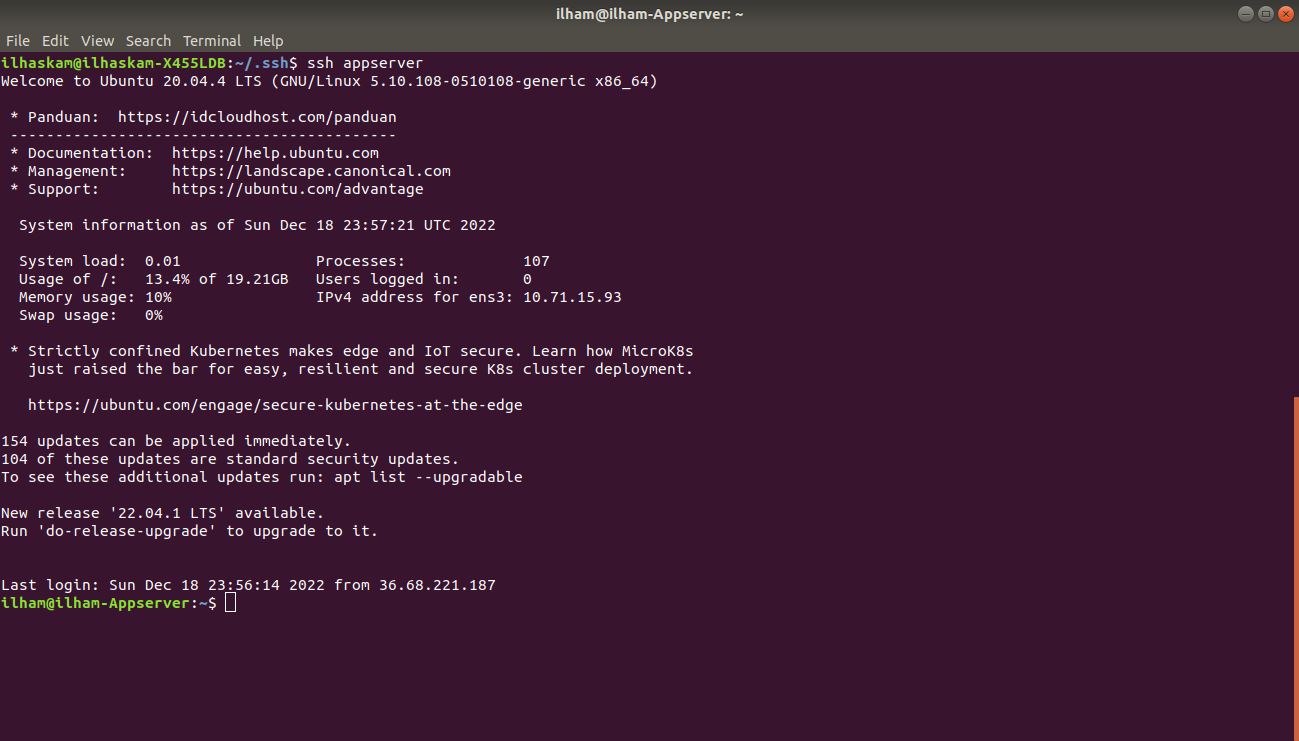 ilham@ilham-Appserver: ~
File Edit View Search Terminal Help
ilhaskam@ilhaskam-X455LDB:~/.ssh$ ssh appserver
Welcome to Ubuntu 20.04.4 LTS (GNU/Linux 5.10.108-0510108-generic x86_64)
* Panduan:  https://idcloudhost.com/panduan
-------------------------------------------
* Documentation:  https://help.ubuntu.com
* Management:     https://landscape.canonical.com
* Support:        https://ubuntu.com/advantage
System information as of Sun Dec 18 23:57:21 UTC 2022
System load:  0.01               Processes:             107
Usage of /:   13.4% of 19.21GB   Users logged in:       0
Memory usage: 10%                IPv4 address for ens3: 10.71.15.93
Swap usage:   0%
* Strictly confined Kubernetes makes edge and IoT secure. Learn how MicroK8s
just raised the bar for easy, resilient and secure K8s cluster deployment.
https://ubuntu.com/engage/secure-kubernetes-at-the-edge
154 updates can be applied immediately.
104 of these updates are standard security updates.
To see these additional updates run: apt list --upgradable
New release '22.04.1 LTS' available.
Run 'do-release-upgrade' to upgrade to it.
Last login: Sun Dec 18 23:56:14 2022 from 36.68.221.187
ilham@ilham-Appserver:~$